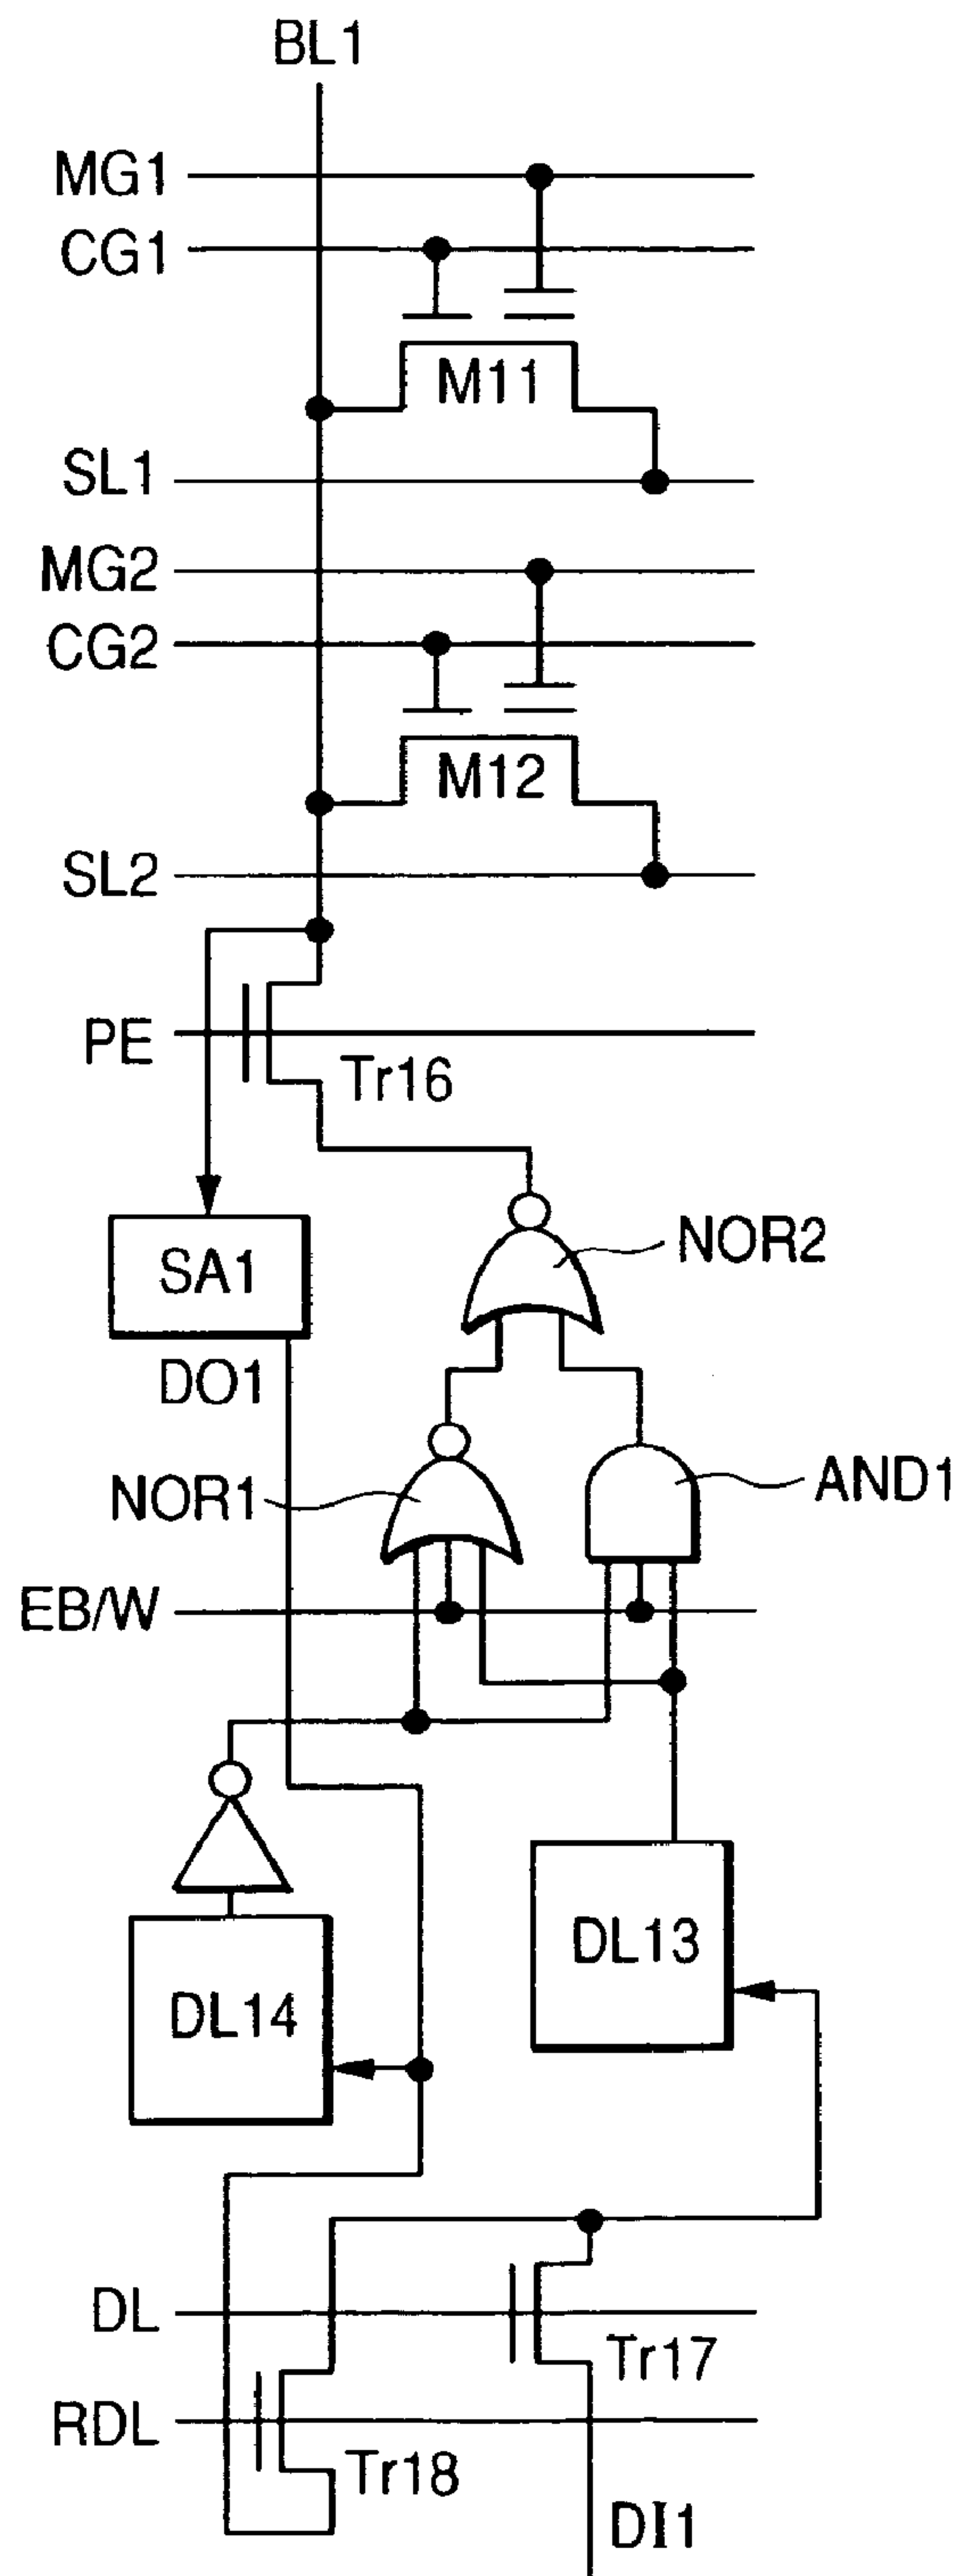 BL1
MG1
CG1
M11
SL1
MG2
CG2
M12
SL2
PE
Tr16
SA1
NOR2
DO1
NOR1
AND1
EB/W
DL13
DL14
DL
Tr17
RDL
Tr18
DI1